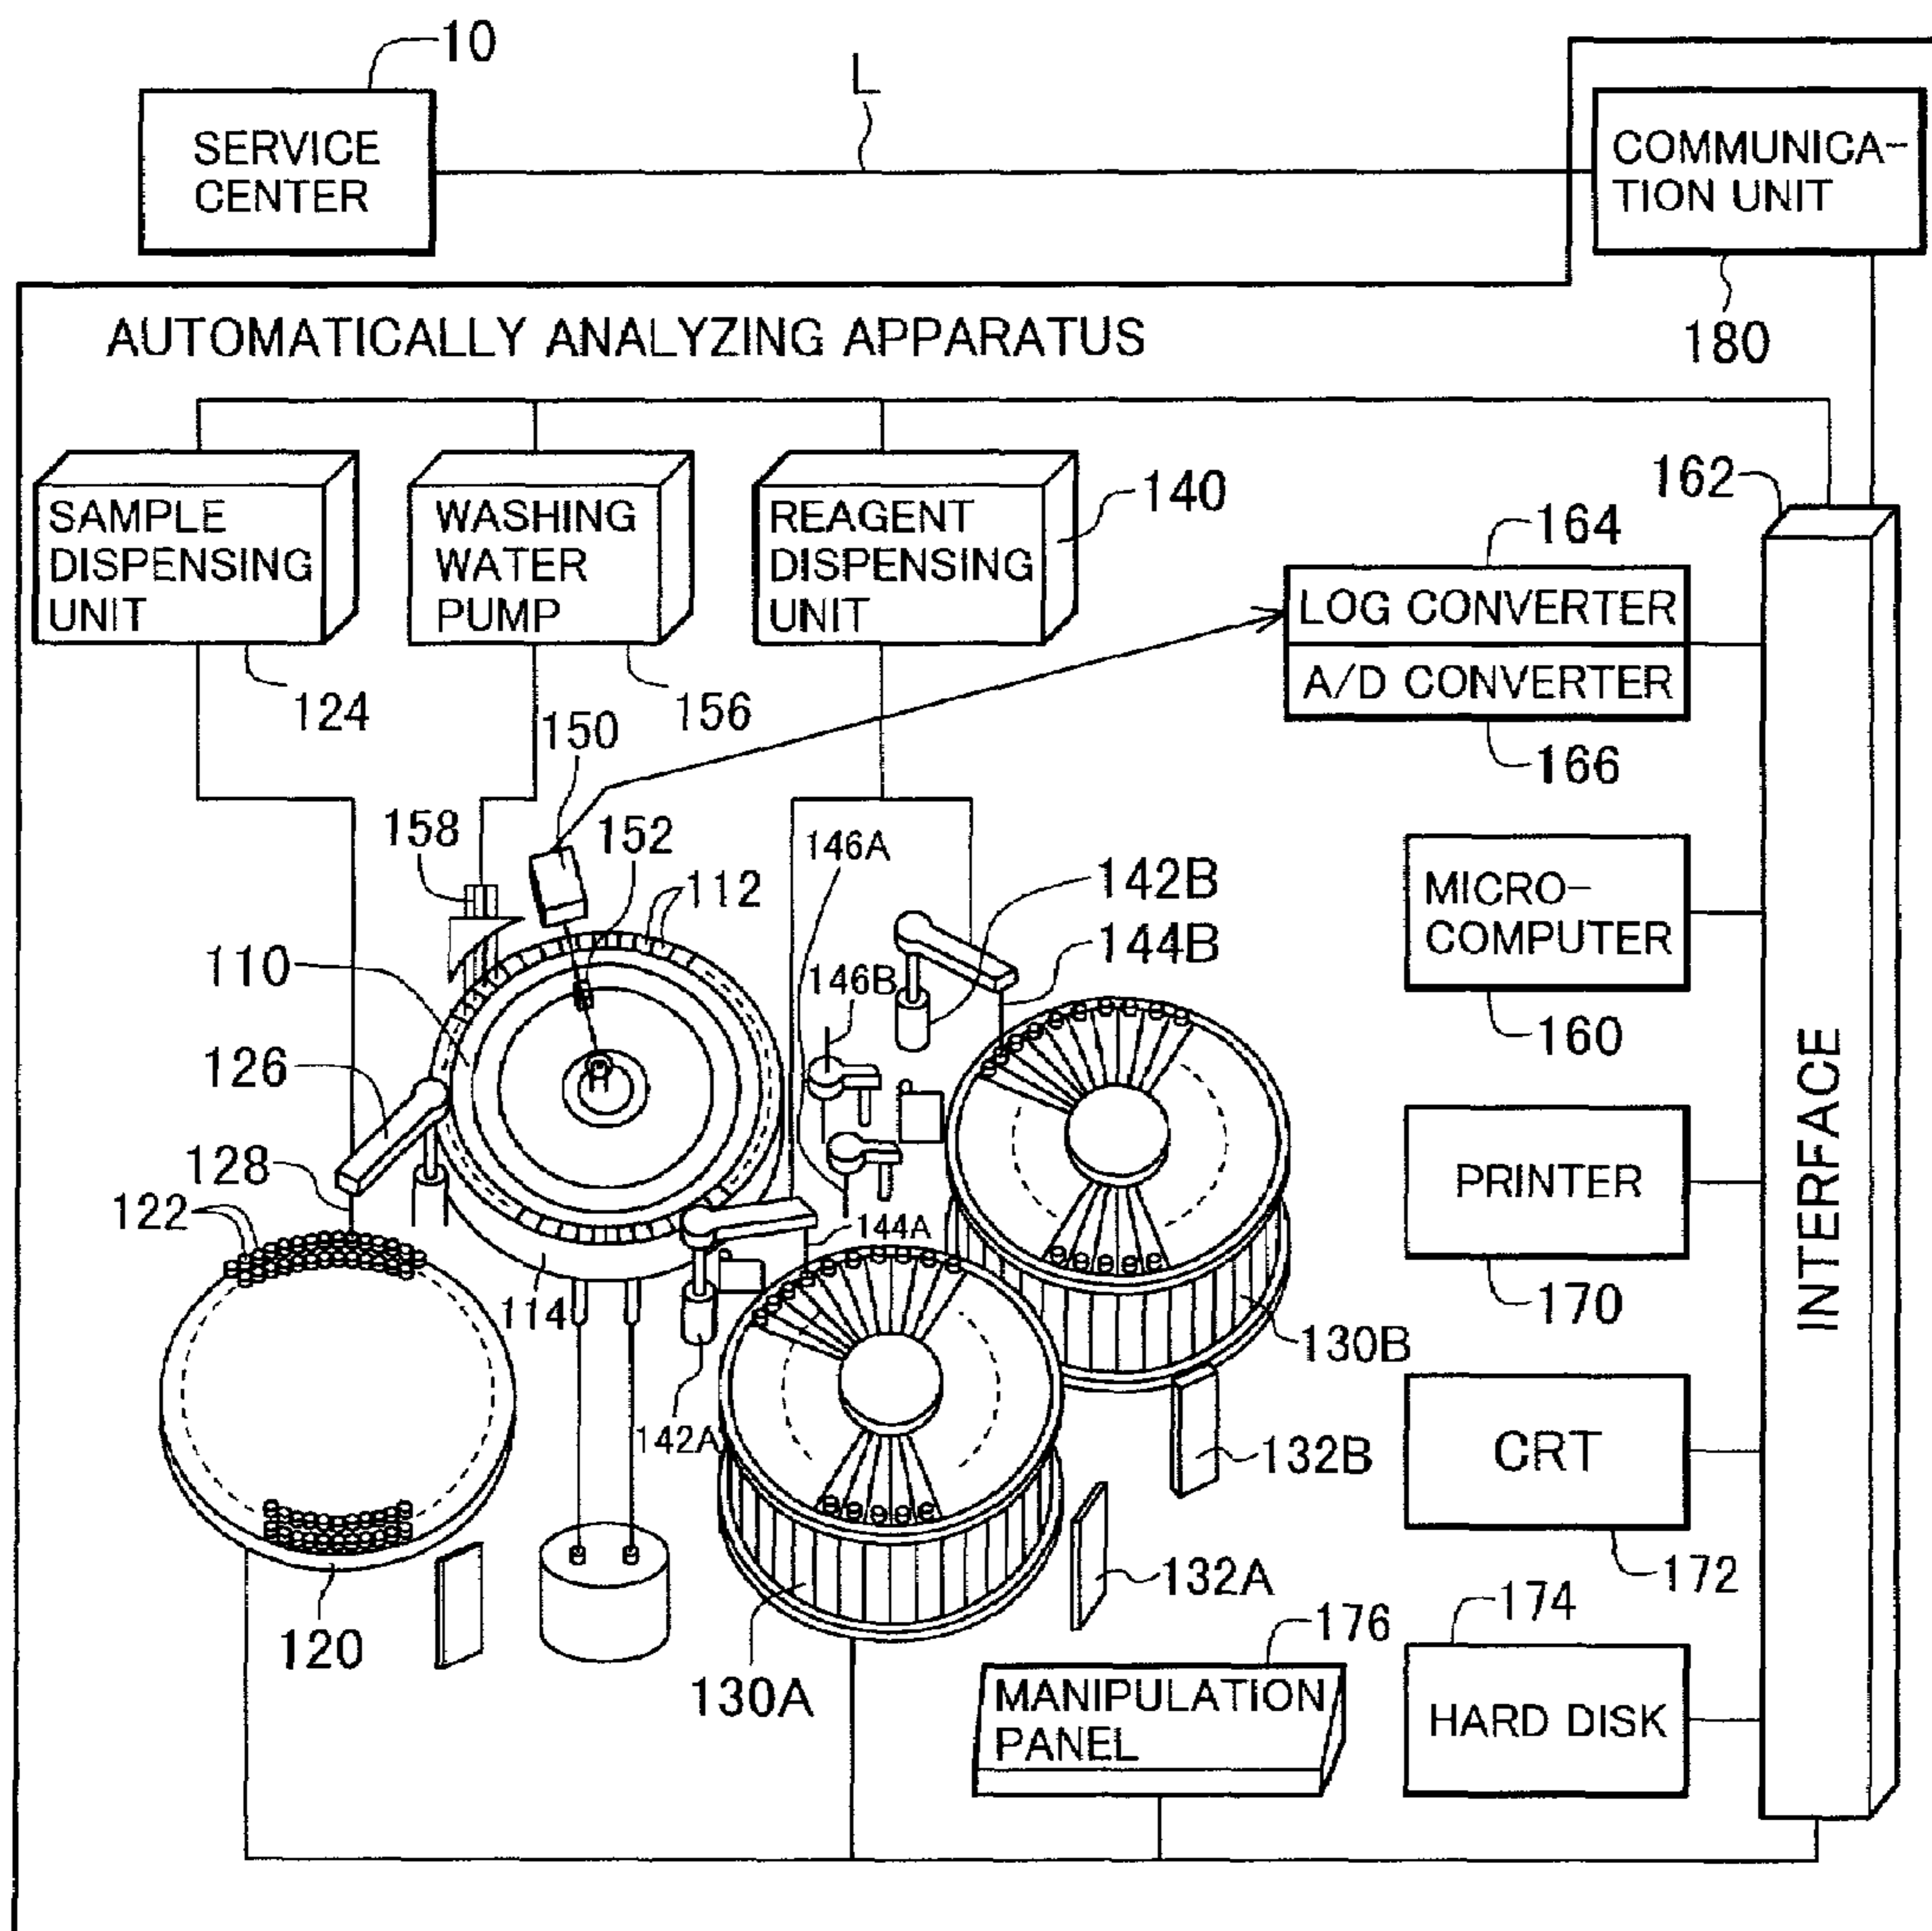 10
L
SERVICE
CENTER
COMMUNICA-
TION UNIT
180
AUTOMATICALLY ANALYZING APPARATUS
SAMPLE
DISPENSING
UNIT
WASHING
WATER
PUMP
REAGENT
DISPENSING
UNIT
140
162
164
LOG CONVERTER
A/D CONVERTER
166
124
156
150
158
152
112
146A
142B
144B
146B
110
126
128
122
MICRO-
COMPUTER
160
INTERFACE
PRINTER
170
144A
114
142A
130B
132B
CRT
172
132A
120
130A
176
MANIPULATION
PANEL
174
HARD DISK